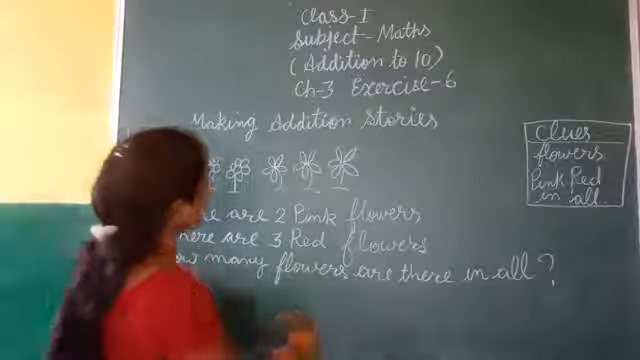 Class-I
Subject-Maths
(Addition to 10)
Ch-3 Exercise-6
Making Addition Stories
are 2 Pink flowers
are 3 Red flowers
many flowers are there in all?
Clues
flowers
Pink Red
in all.